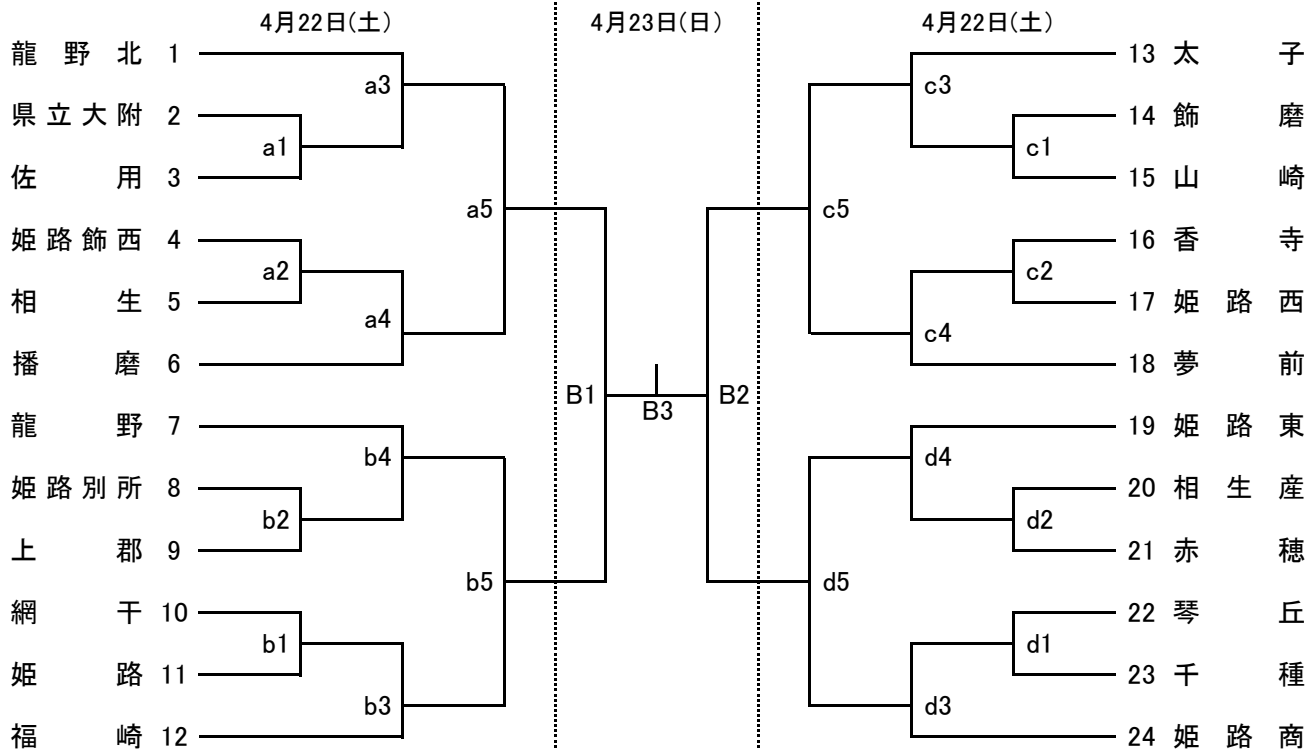 4月22日(土) 4月23日(日) 4月22日(土)
龍野北 1 13 太子
a3 c3
県立大附 2 14 飾磨
a1 c1
佐用 3 15 山崎
a5 c5
姫路飾西 4 16 香寺
a2 c2
相生 5 17 姫路西
a4 c4
播磨 6 18 夢前
B1 B3 B2
龍野 7 19 姫路東
b4 d4
姫路別所 8 20 相生産
b2 d2
上郡 9 21 赤穂
b5 d5
網干 10 22 琴丘
b1 d1
姫路 11 23 千種
b3 d3
福崎 12 24 姫路商